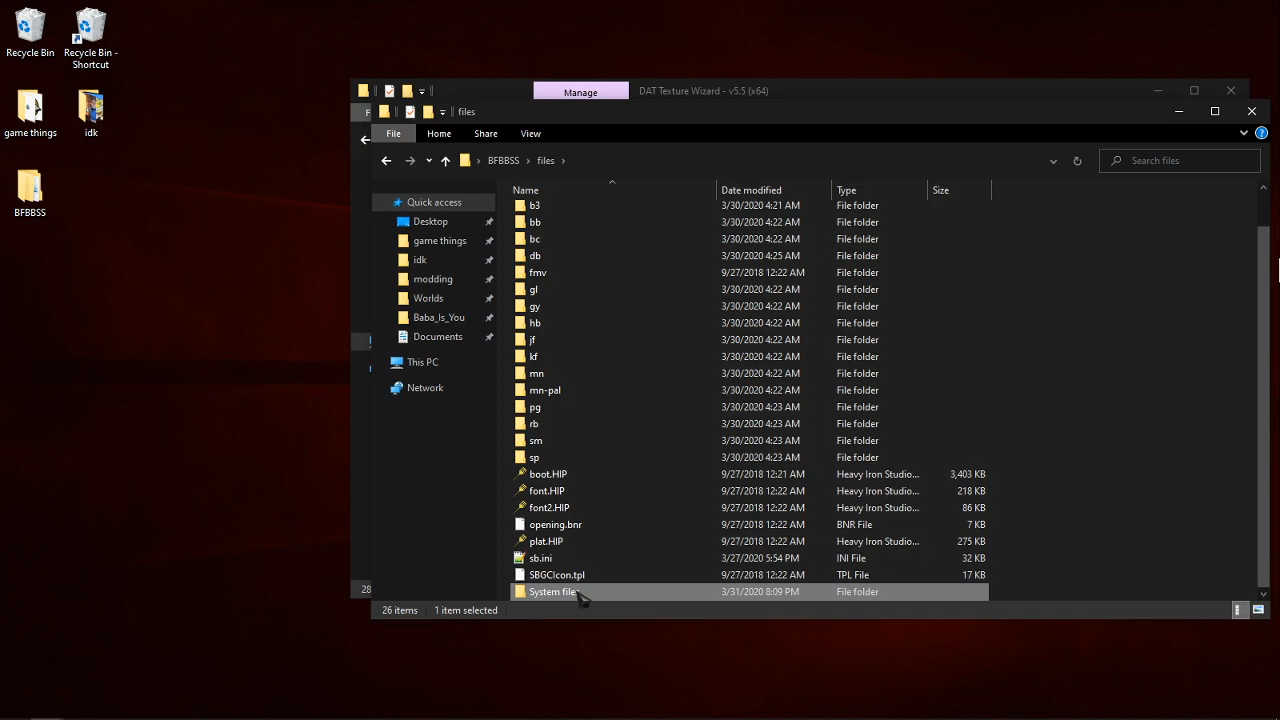 Recycle Bin
Recycle Bin -
Shortcut
game things
idk
BFBBSS
Manage
DAT Texture Wizard - v5.5 (x64)
F
28
files
File
Home
Share
View
BFBBSS › files ›
Search files
Quick access
Desktop
game things
idk
modding
Worlds
Baba_Is_You
Documents
This PC
Network
Name Date modified Type Size
b3 3/30/2020 4:21 AM File folder
bb 3/30/2020 4:22 AM File folder
bc 3/30/2020 4:22 AM File folder
db 3/30/2020 4:25 AM File folder
fmv 9/27/2018 12:22 AM File folder
gl 3/30/2020 4:22 AM File folder
gy 3/30/2020 4:22 AM File folder
hb 3/30/2020 4:22 AM File folder
jf 3/30/2020 4:22 AM File folder
kf 3/30/2020 4:22 AM File folder
mn 3/30/2020 4:22 AM File folder
mn-pal 3/30/2020 4:22 AM File folder
pg 3/30/2020 4:23 AM File folder
rb 3/30/2020 4:23 AM File folder
sm 3/30/2020 4:23 AM File folder
sp 3/30/2020 4:23 AM File folder
boot.HIP 9/27/2018 12:21 AM Heavy Iron Studio... 3,403 KB
font.HIP 9/27/2018 12:22 AM Heavy Iron Studio... 218 KB
font2.HIP 9/27/2018 12:22 AM Heavy Iron Studio... 86 KB
opening.bnr 9/27/2018 12:22 AM BNR File 7 KB
plat.HIP 9/27/2018 12:22 AM Heavy Iron Studio... 275 KB
sb.ini 3/27/2020 5:54 PM INI File 32 KB
SBGCIcon.tpl 9/27/2018 12:22 AM TPL File 17 KB
System files 3/31/2020 8:09 PM File folder
26 items 1 item selected